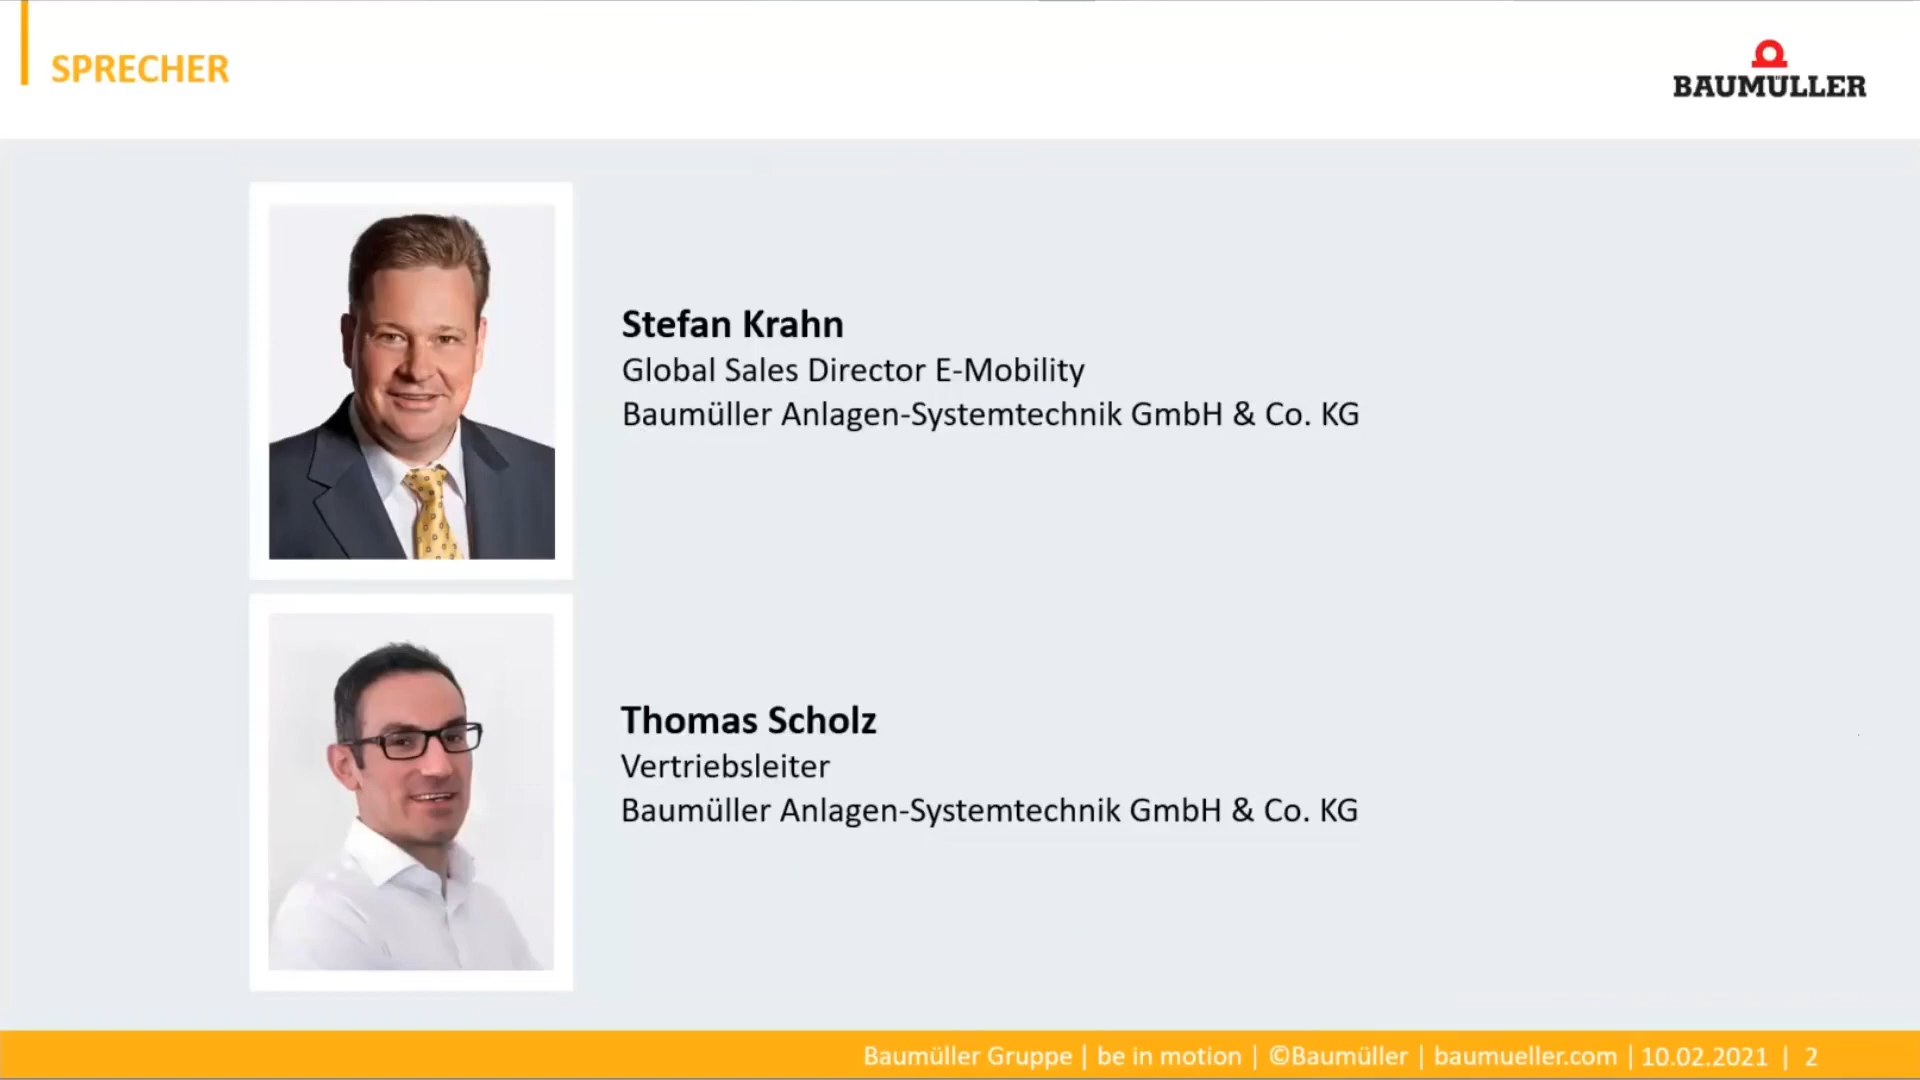 SPRECHER
BAUMÜLLER
Stefan Krahn
Global Sales Director E-Mobility
Baumüller Anlagen-Systemtechnik GmbH & Co. KG
Thomas Scholz
Vertriebsleiter
Baumüller Anlagen-Systemtechnik GmbH & Co. KG
Baumüller Gruppe | be in motion | ©Baumüller | baumueller.com | 10.02.2021 | 2